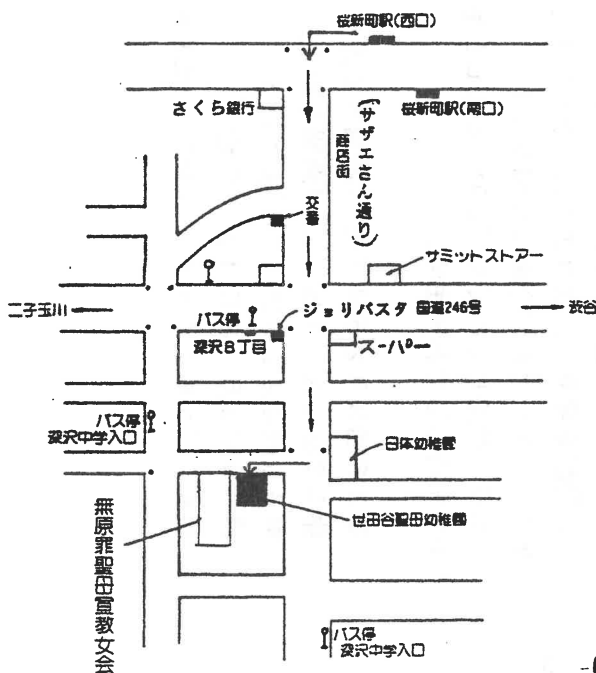 桜新町駅(西口)
さくら銀行
桜新町駅(南口)
商店街
(サザエさん通り)
交番
サミットストアー
二子玉川
バス停
深沢8丁目
ジョリパスタ
国道246号
渋谷
スーパー
バス停
深沢中学入口
日体幼稚園
世田谷聖母幼稚園
無原罪聖母宣教女会
バス停
深沢中学入口